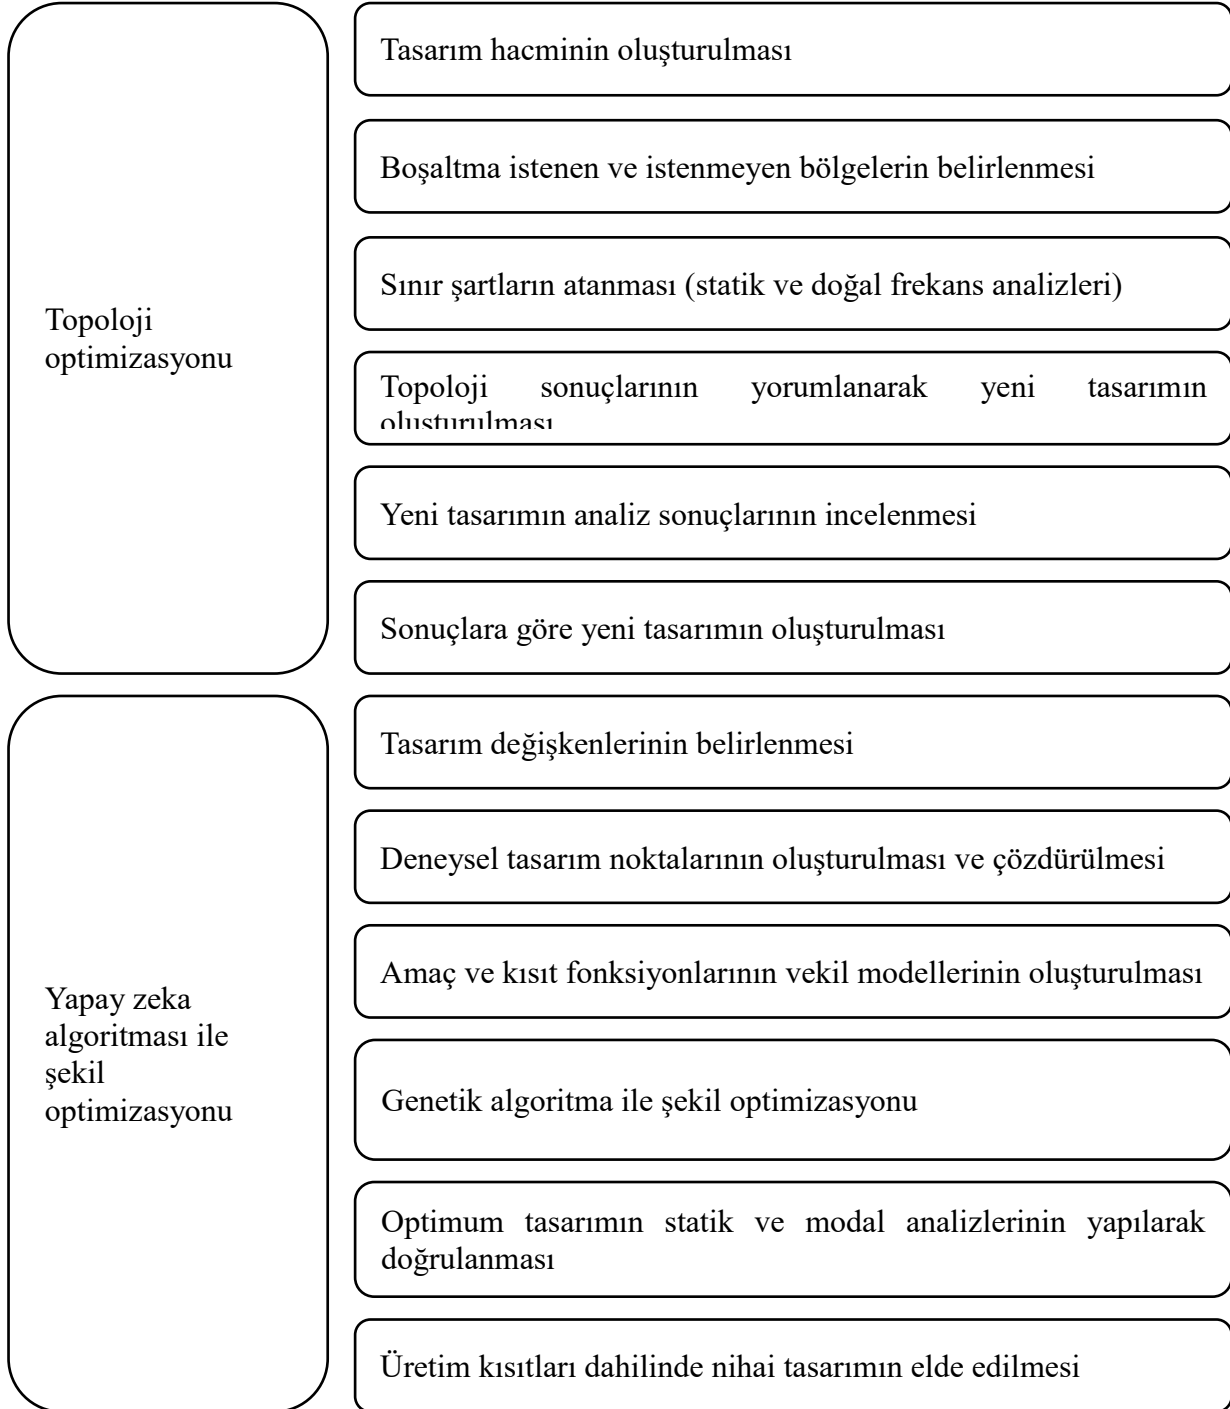 Tasarım hacminin oluşturulması
Boşaltma istenen ve istenmeyen bölgelerin belirlenmesi
Sınır şartların atanması (statik ve doğal frekans analizleri)
Topoloji
optimizasyonu
Topoloji sonuçlarının yorumlanarak yeni tasarımın
oluşturulması
Yeni tasarımın analiz sonuçlarının incelenmesi
Sonuçlara göre yeni tasarımın oluşturulması
Tasarım değişkenlerinin belirlenmesi
Deneysel tasarım noktalarının oluşturulması ve çözdürülmesi
Amaç ve kısıt fonksiyonlarının vekil modellerinin oluşturulması
Yapay zeka
algoritması ile
şekil
optimizasyonu
Genetik algoritma ile şekil optimizasyonu
Optimum tasarımın statik ve modal analizlerinin yapılarak
doğrulanması
Üretim kısıtları dahilinde nihai tasarımın elde edilmesi